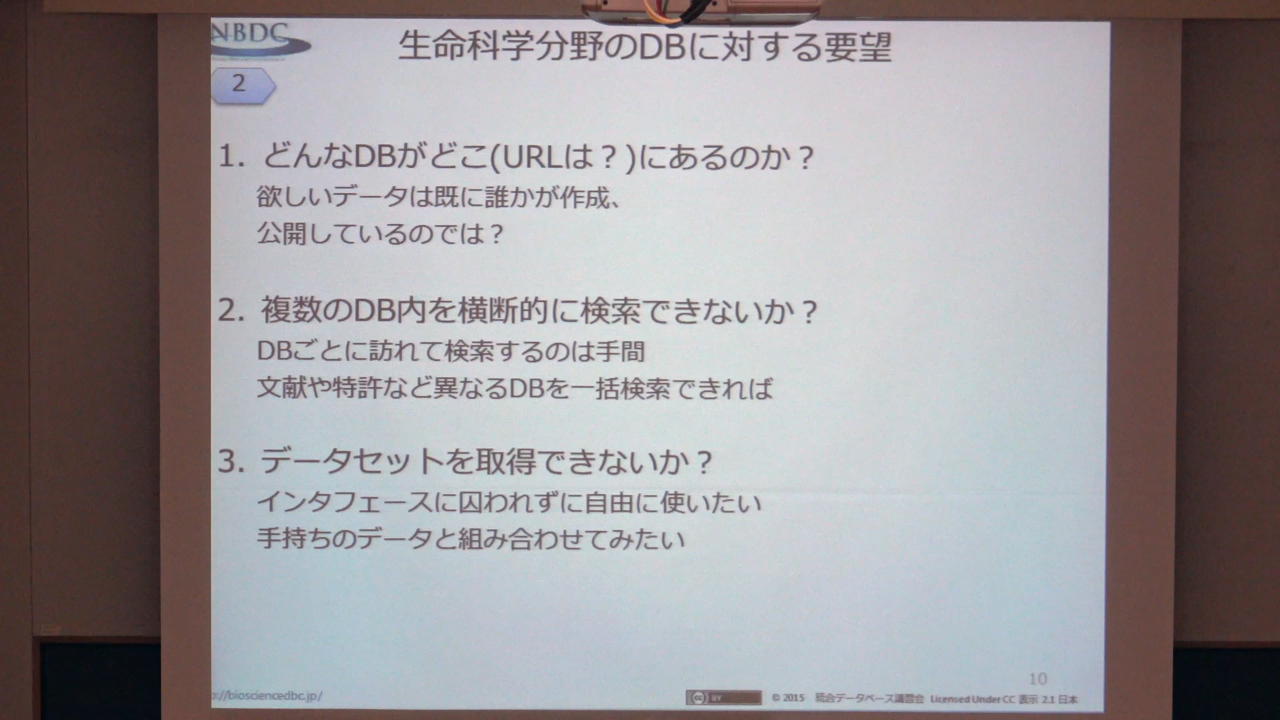 NBDC
生命科学分野のDBに対する要望
2
1. どんなDBがどこ(URLは？)にあるのか？
欲しいデータは既に誰かが作成、
公開しているのでは？
2. 複数のDB内を横断的に検索できないか？
DBごとに訪れて検索するのは手間
文献や特許など異なるDBを一括検索できれば
3. データセットを取得できないか？
インタフェースに囚われずに自由に使いたい
手持ちのデータと組み合わせてみたい
10
://biosciencedbc.jp/
cc BY © 2015 統合データベース講習会 Licensed Under CC 表示 2.1 日本